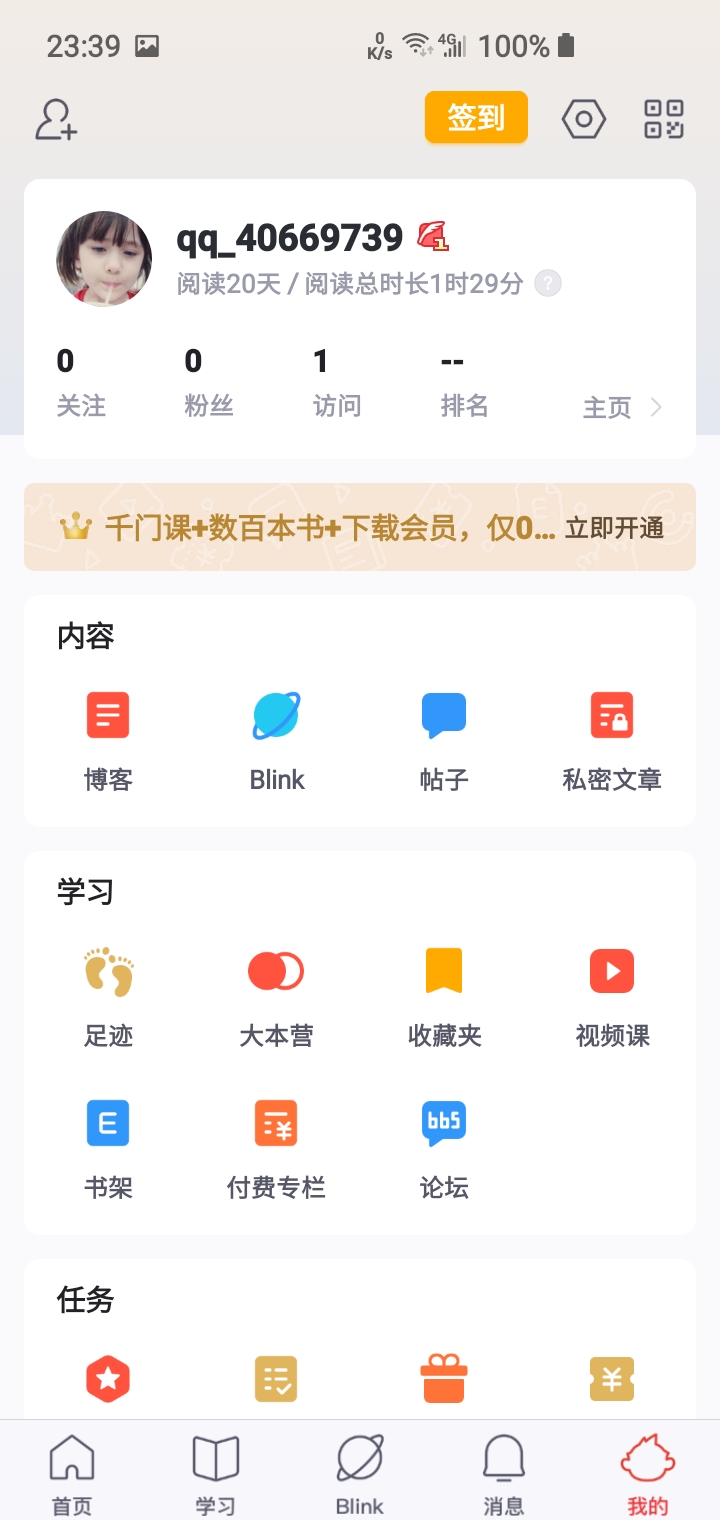 23:39 0 K/s 4G 100%
签到
qq_40669739 1
阅读20天 / 阅读总时长1时29分 ?
0 0 1 --
关注 粉丝 访问 排名 主页
千门课+数百本书+下载会员，仅0... 立即开通
内容
博客 Blink 帖子 私密文章
学习
足迹 大本营 收藏夹 视频课
E ¥ bbs
书架 付费专栏 论坛
任务
¥
首页 学习 Blink 消息 我的